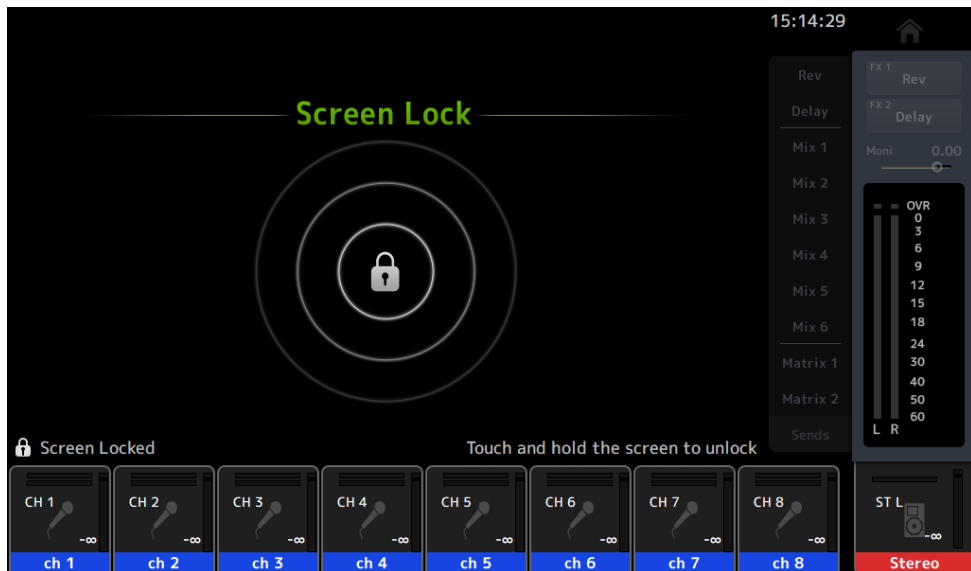 15:14:29
Screen Lock
Rev
Delay
Mix 1
Mix 2
Mix 3
Mix 4
Mix 5
Mix 6
Matrix 1
Matrix 2
Sends
FX 1
Rev
FX 2
Delay
Moni 0.00
OVR
0
3
6
9
12
15
18
24
30
40
50
60
L R
Screen Locked
Touch and hold the screen to unlock
CH 1
-∞
ch 1
CH 2
-∞
ch 2
CH 3
-∞
ch 3
CH 4
-∞
ch 4
CH 5
-∞
ch 5
CH 6
-∞
ch 6
CH 7
-∞
ch 7
CH 8
-∞
ch 8
ST L
-∞
Stereo